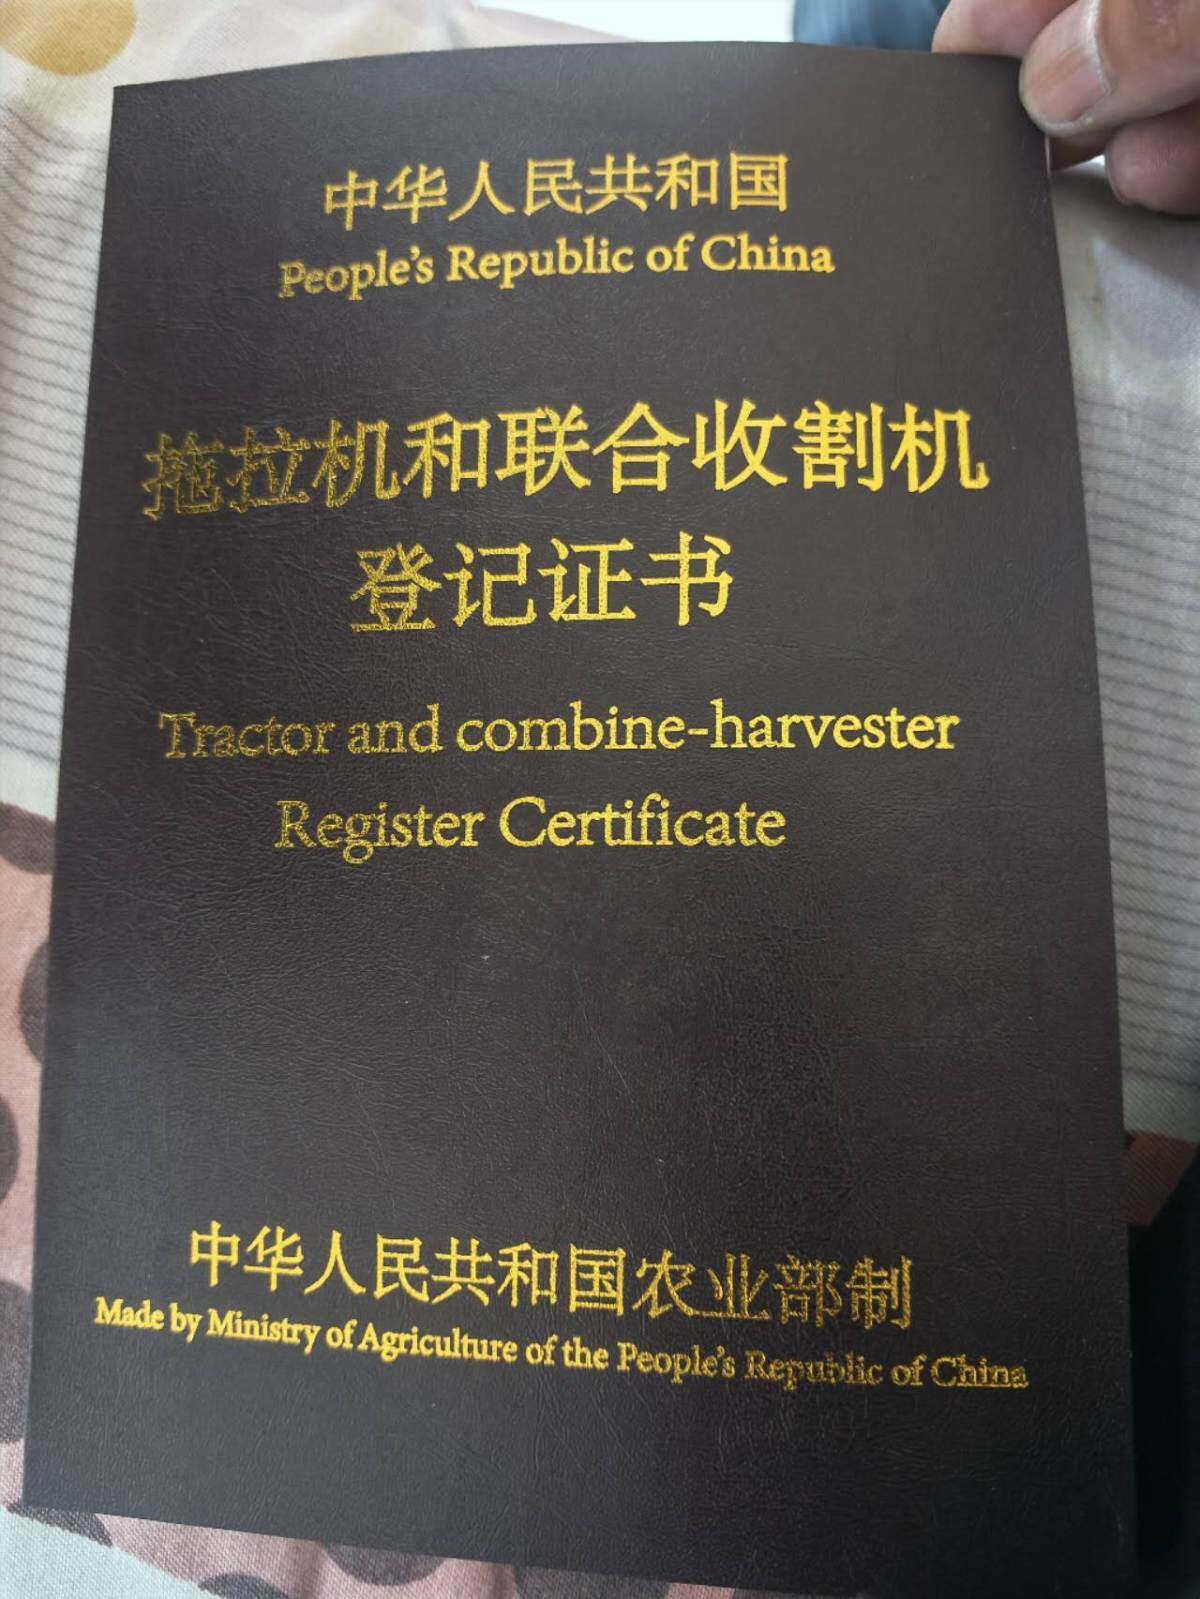 中华人民共和国
People's Republic of China
拖拉机和联合收割机
登记证书
Tractor and combine-harvester
Register Certificate
中华人民共和国农业部制
Made by Ministry of Agriculture of the People's Republic of China